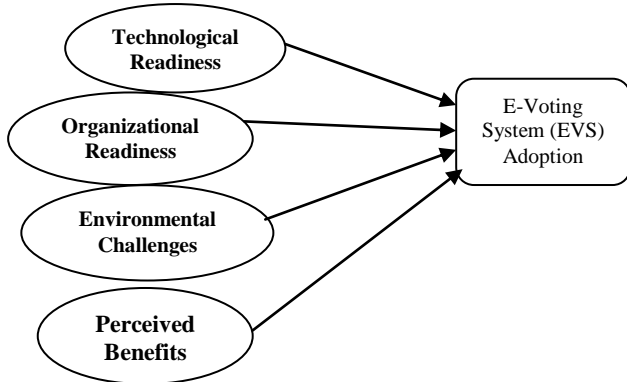 Technological
Readiness
Organizational
Readiness
Environmental
Challenges
Perceived
Benefits
E-Voting
System (EVS)
Adoption